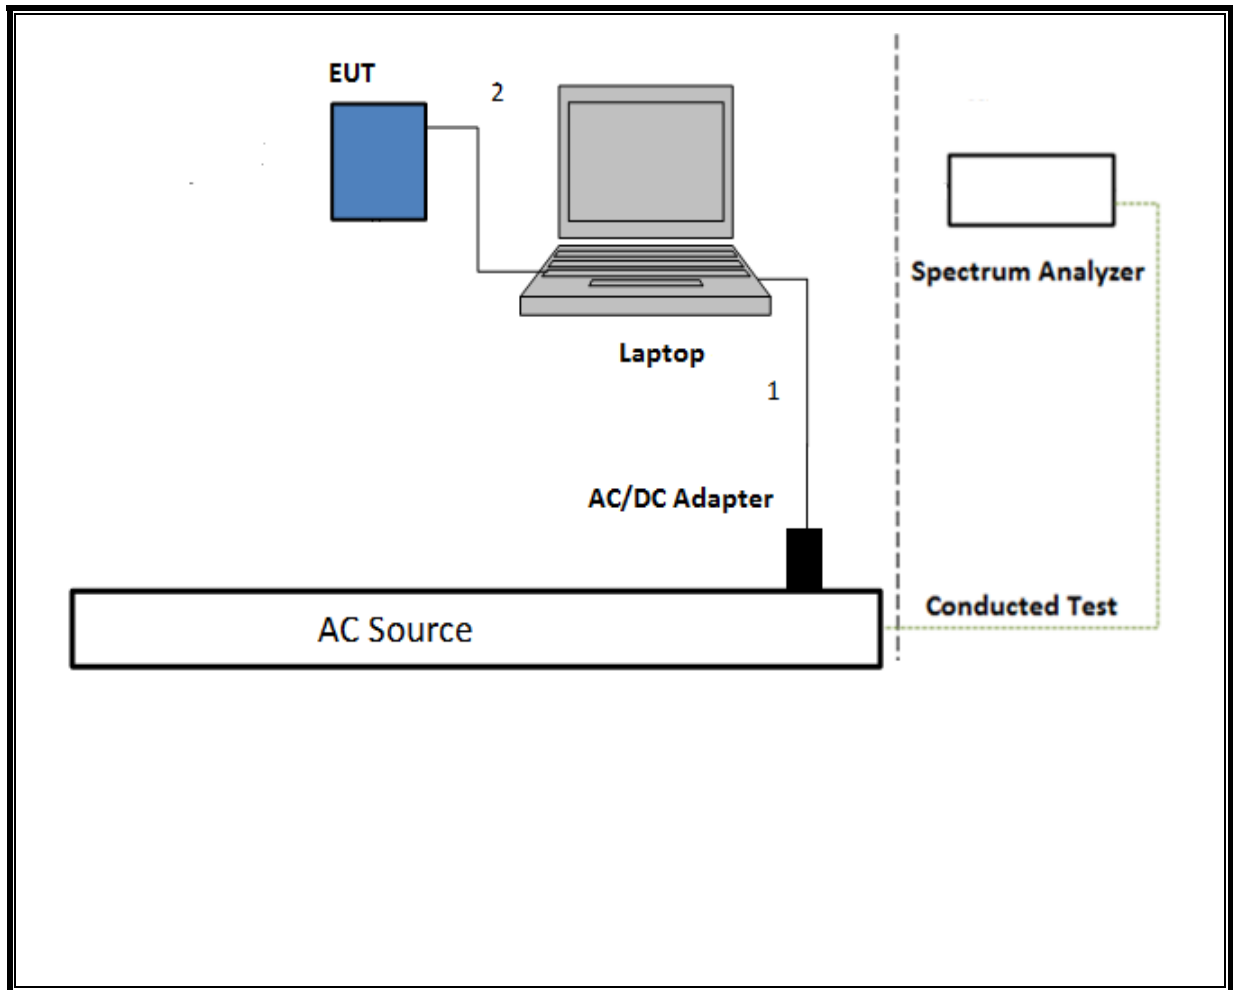 EUT
2
Spectrum Analyzer
Laptop
1
AC/DC Adapter
Conducted Test
AC Source